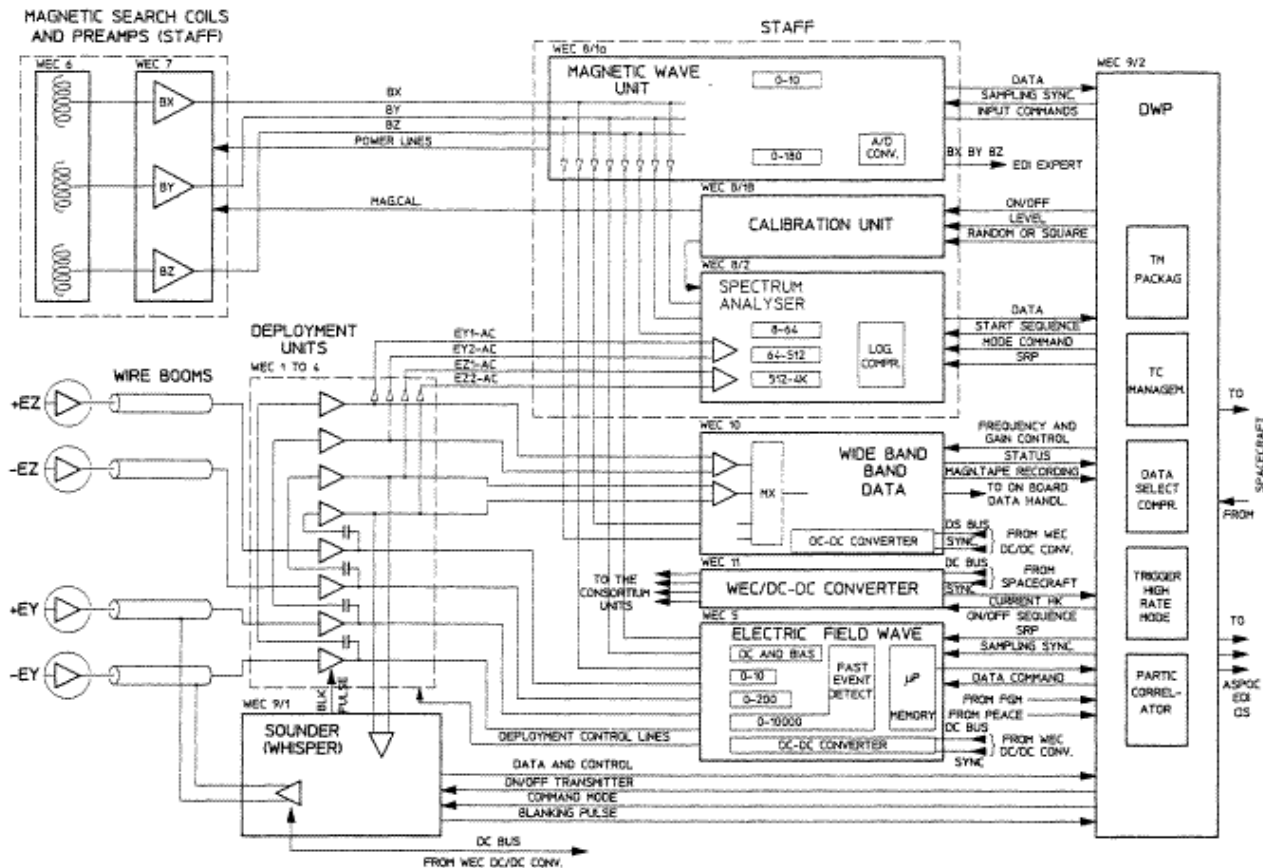 MAGNETIC SEARCH COILS
AND PREAMPS (STAFF)
WEC 6
WEC 7
BX
BY
BZ
BX
BY
BZ
POWER LINES
MAG.CAL.
STAFF
WEC 8/1a
MAGNETIC WAVE
UNIT
0-10
0-180
A/D
CONV.
DATA
SAMPLING SYNC.
INPUT COMMANDS
BX BY BZ
EDI EXPERT
WEC 8/1B
CALIBRATION UNIT
ON/OFF
LEVEL
RANDOM OR SQUARE
WEC 8/2
SPECTRUM
ANALYSER
8-64
64-512
512-4K
LOG.
COMPR.
DATA
START SEQUENCE
MODE COMMAND
SRP
WEC 9/2
DWP
TM
PACKAG
TC
MANAGEM.
DATA
SELECT
COMPR.
TRIGGER
HIGH
RATE
MODE
PARTIC
CORREL-
ATOR
TO
SPACECRAFT
FROM
TO
ASPOC
EDI
CIS
DEPLOYMENT
UNITS
WEC 1 TO 4
EY1-AC
EY2-AC
EZ1-AC
EZ2-AC
WIRE BOOMS
+EZ
-EZ
+EY
-EY
WEC 10
WIDE BAND
BAND
DATA
MX
DC-DC CONVERTER
FREQUENCY AND
GAIN CONTROL
STATUS
MAGN.TAPE RECORDING
TO ON BOARD
DATA HANDL.
DS BUS
SYNC
FROM WEC
DC/DC CONV.
WEC 11
WEC/DC-DC CONVERTER
TO THE
CONSORTIUM
UNITS
DC BUS
FROM
SPACECRAFT
SYNC
CURRENT HK
ON/OFF SEQUENCE
WEC 5
ELECTRIC FIELD WAVE
DC AND BIAS
0-10
0-200
0-10000
FAST
EVENT
DETECT.
µP
MEMORY
DC-DC CONVERTER
SRP
SAMPLING SYNC.
DATA COMMAND
FROM FGM
FROM PEACE
DC BUS
FROM WEC
DC/DC CONV.
SYNC
BLK
PULSE
WEC 9/1
SOUNDER
(WHISPER)
DEPLOYMENT CONTROL LINES
DATA AND CONTROL
ON/OFF TRANSMITTER
COMMAND MODE
BLANKING PULSE
DC BUS
FROM WEC DC/DC CONV.